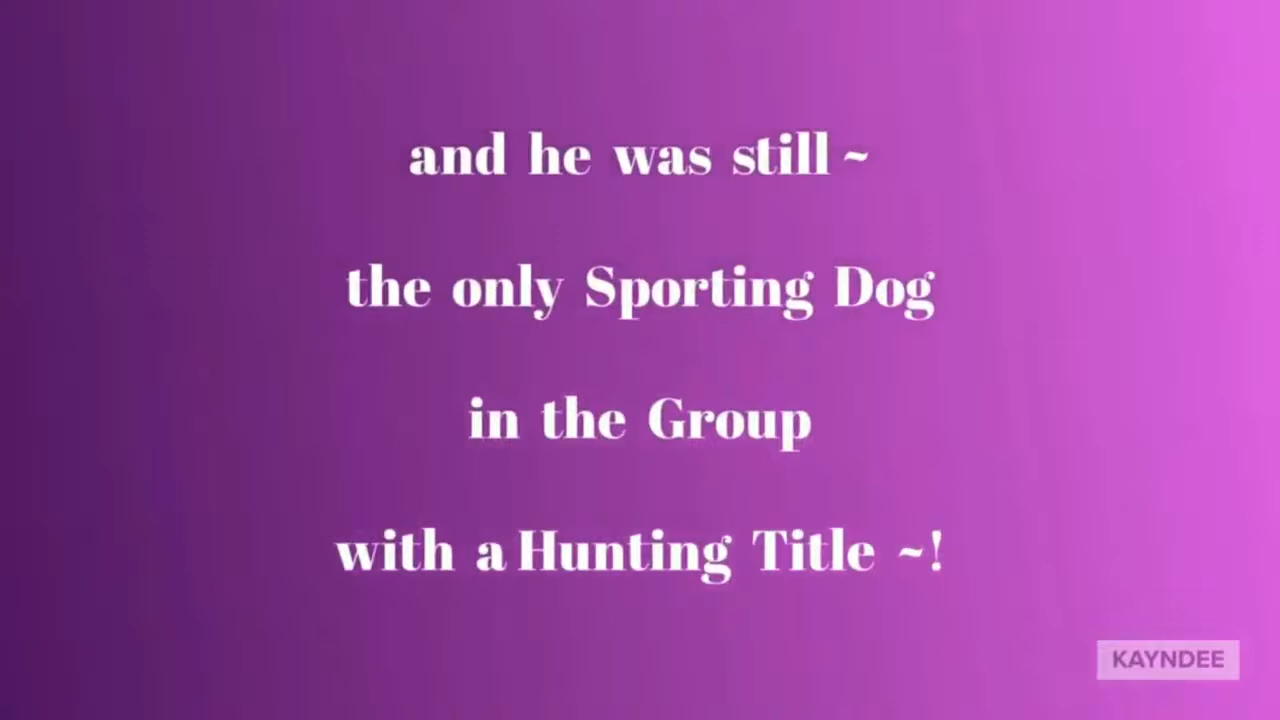 and he was still ~
the only Sporting Dog
in the Group
with a Hunting Title ~!
KAYNDEE